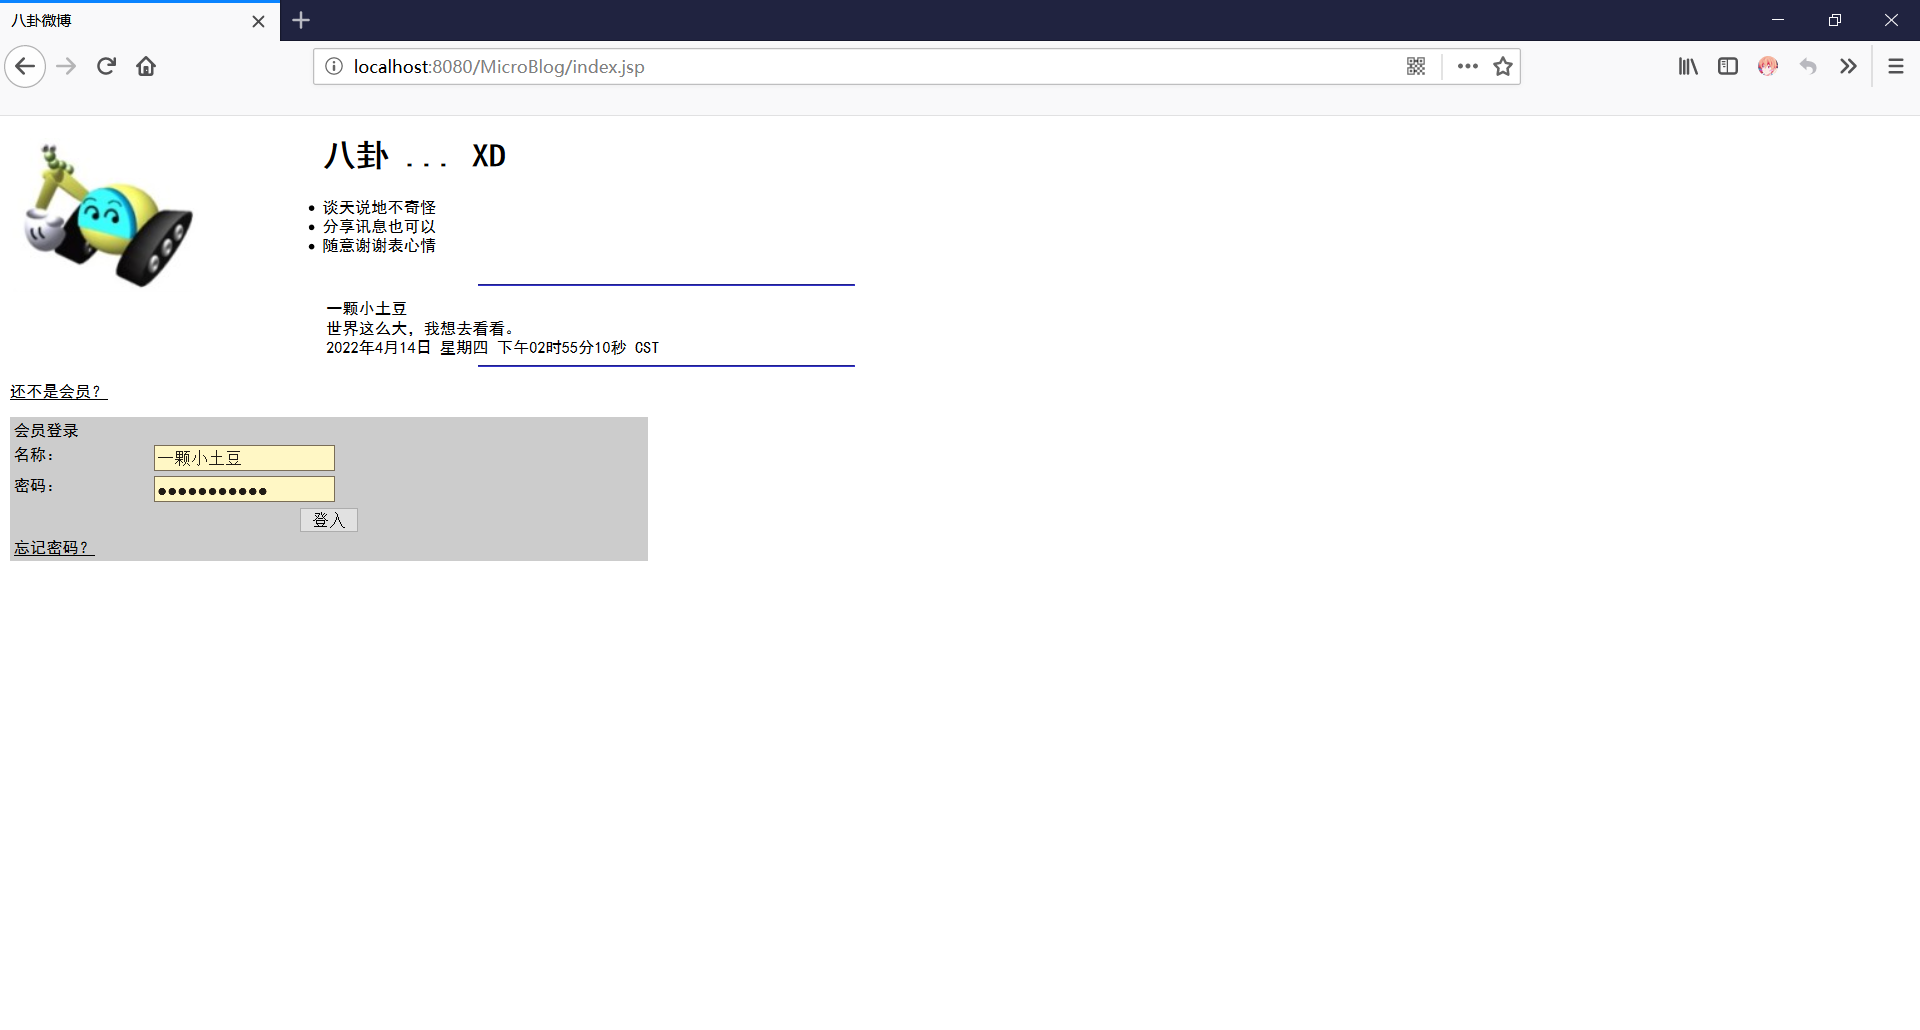 八卦微博
localhost:8080/MicroBlog/index.jsp
八卦 ... XD
谈天说地不奇怪
分享讯息也可以
随意谢谢表心情
一颗小土豆
世界这么大，我想去看看。
2022年4月14日 星期四 下午02时55分10秒 CST
还不是会员？
会员登录
名称：
一颗小土豆
密码：
●●●●●●●●●●●
登入
忘记密码？